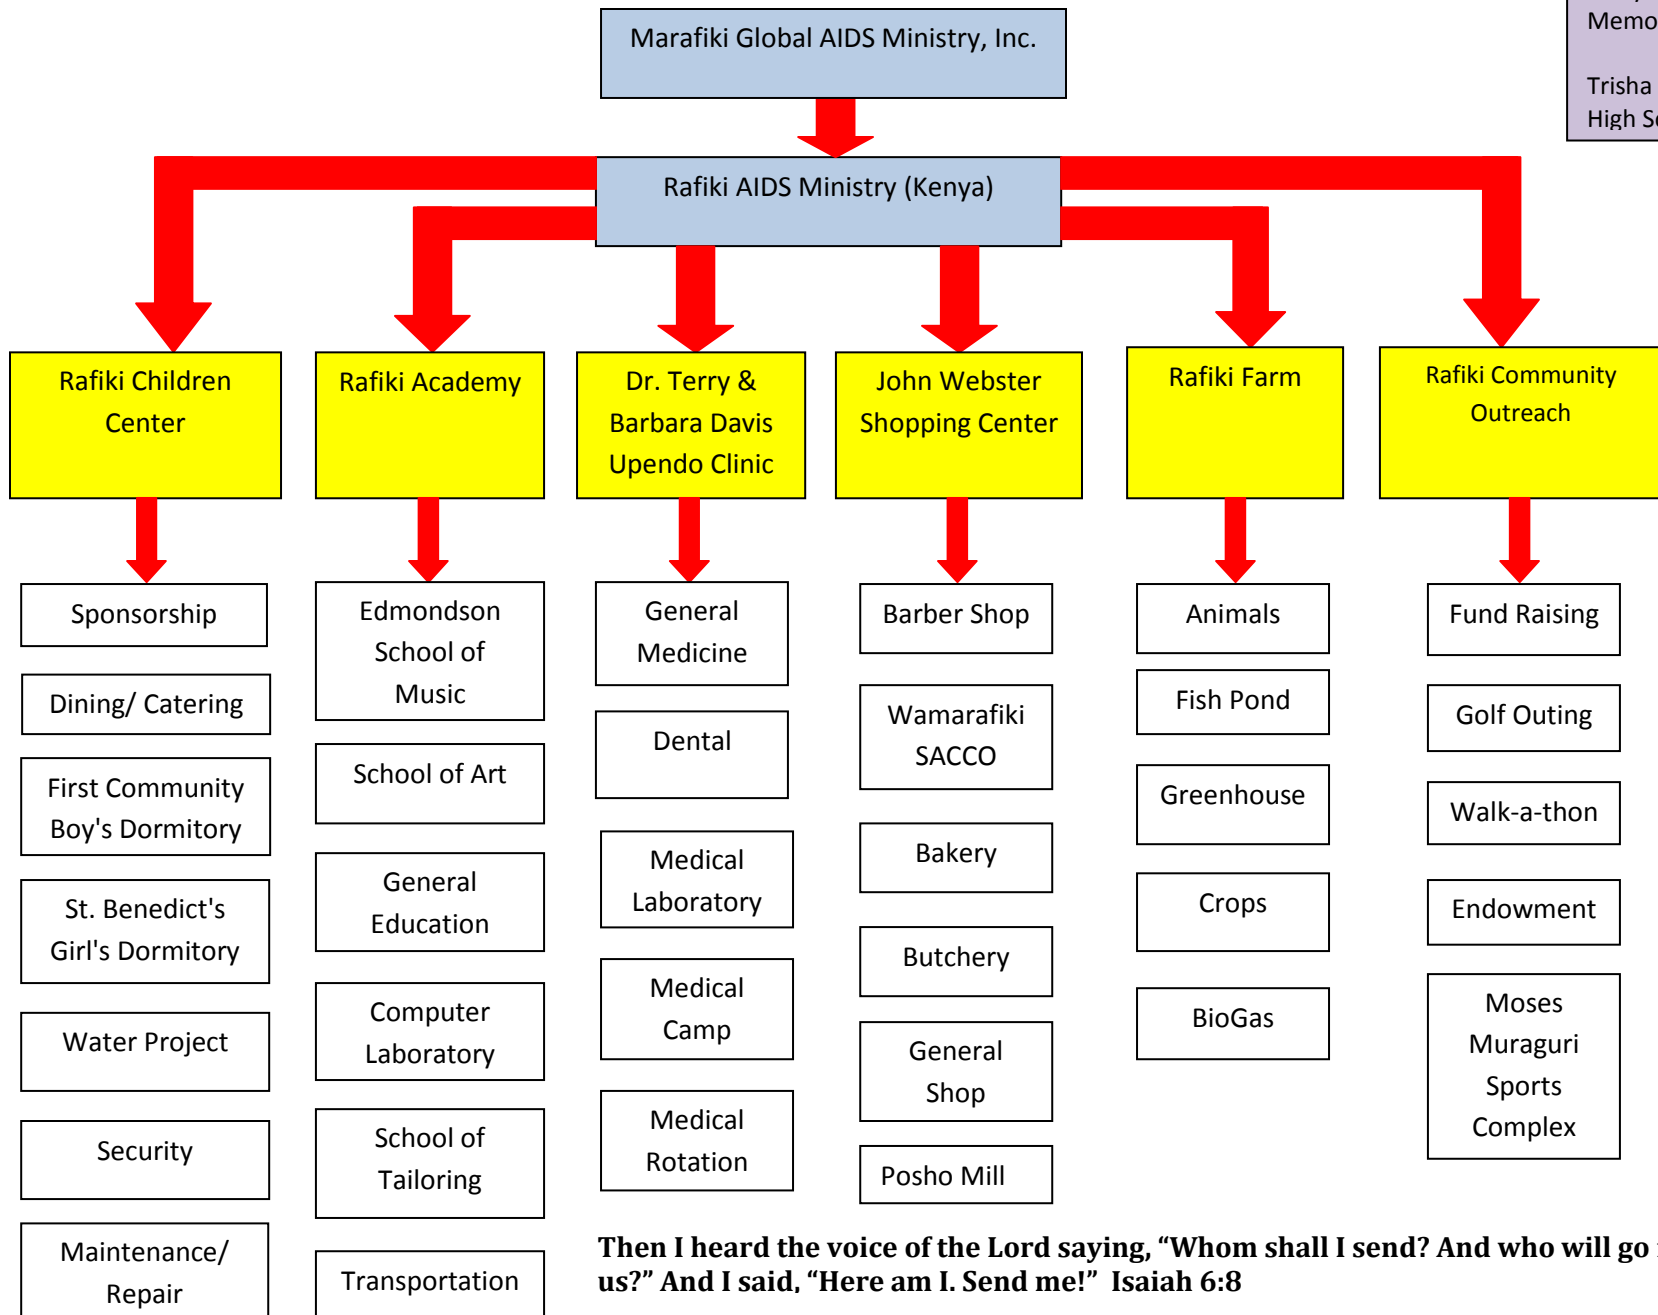 Marafiki Global AIDS Ministry, Inc.
Trisha
Rafiki AIDS Ministry (Kenya)
Rafiki Children
Center
Rafiki Academy
Dr. Terry &
Barbara Davis
Upendo Clinic
John Webster
Shopping Center
Rafiki Farm
Rafiki Community
Outreach
Sponsorship
Dining/ Catering
First Community
Boy's Dormitory
St. Benedict's
Girl's Dormitory
Water Project
Security
Maintenance/
Repair
Edmondson
School of
Music
School of Art
General
Education
Computer
Laboratory
School of
Tailoring
Transportation
General
Medicine
Dental
Medical
Laboratory
Medical
Camp
Medical
Rotation
Barber Shop
Wamarafiki
SACCO
Bakery
Butchery
General
Shop
Posho Mill
Animals
Fish Pond
Greenhouse
Crops
BioGas
Fund Raising
Golf Outing
Walk-a-thon
Endowment
Moses
Muraguri
Sports
Complex
Then I heard the voice of the Lord saying, “Whom shall I send? And who will go
us?” And I said, “Here am I. Send me!” Isaiah 6:8
High